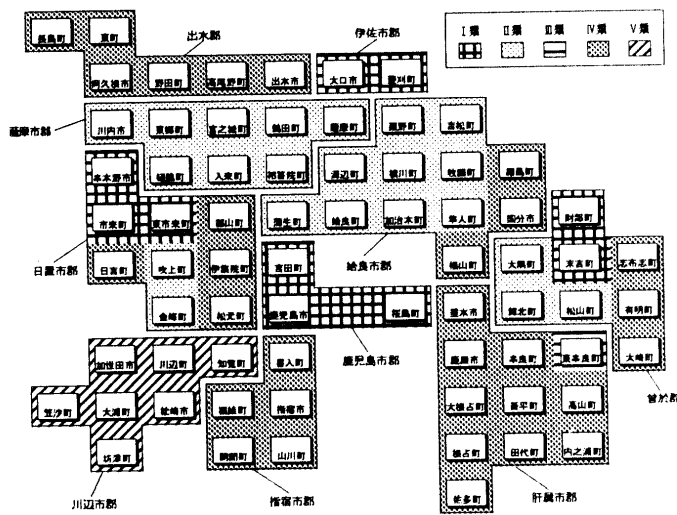 Ⅰ類 Ⅱ類 Ⅲ類 Ⅳ類 Ⅴ類
出水郡
伊佐市郡
長島町 東町
阿久根市 野田町 高尾野町 出水市
大口市 菱刈町
薩摩市郡
川内市 東郷町 宮之城町 鶴田町 薩摩町
樋脇町 入来町 祁答院町
粟野町 吉松町
溝辺町 横川町 牧園町 霧島町
蒲生町 姶良町 加治木町 隼人町 国分市
福山町
姶良市郡
串木野市
市来町 東市来町 郡山町
日吉町 吹上町 伊集院町
金峰町 松元町
日置市郡
吉田町
鹿児島市 桜島町
鹿児島市郡
財部町
大隅町 末吉町 志布志町
輝北町 松山町 有明町
大崎町
曽於郡
垂水市
鹿屋市 串良町 東串良町
大根占町 吾平町 高山町
根占町 田代町 内之浦町
佐多町
肝属市郡
加世田市 川辺町 知覧町
笠沙町 大浦町 枕崎市
坊津町
川辺市郡
喜入町
頴娃町 指宿市
開聞町 山川町
指宿市郡